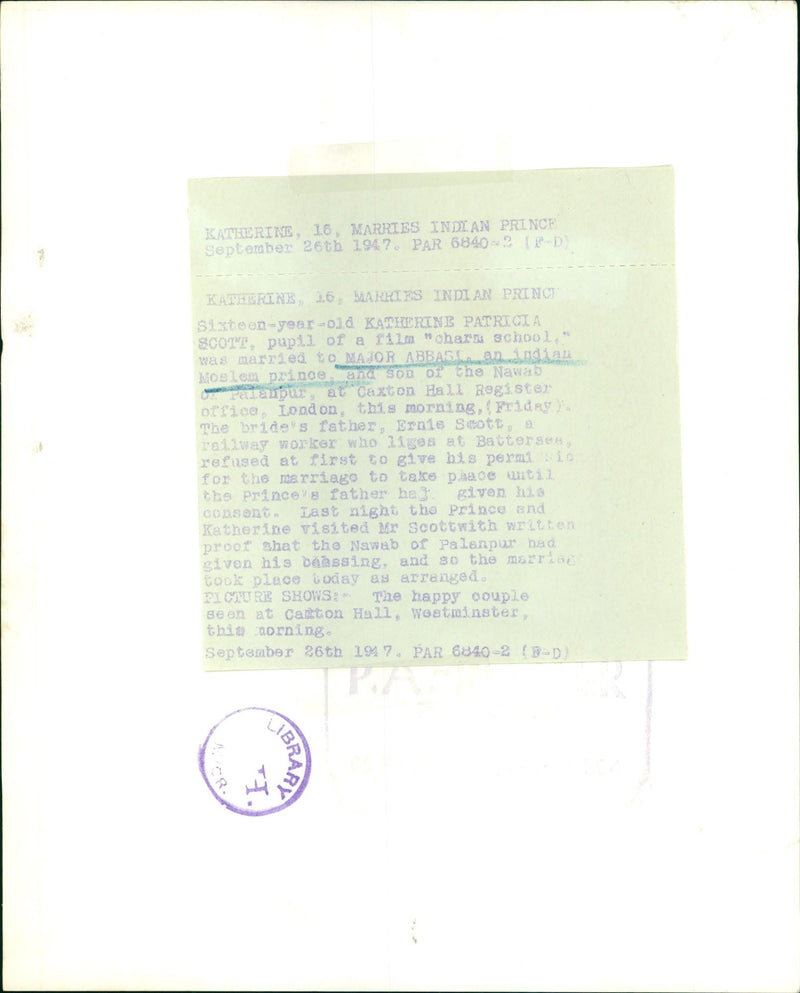 KATHERINE, 16, MARRIES INDIAN PRINCE
September 26th 1947. PAR 6840-2 (F-D)
KATHERINE, 16, MARRIES INDIAN PRINCE
Sixteen-year-old KATHERINE PATRICIA
SCOTT, pupil of a film "charm school,"
was married to MAJOR ABBASI, an indian
Moslem prince, and son of the Nawab
of Palanpur, at Caxton Hall Register
office, London, this morning,(Friday).
The bride's father, Ernie Scott, a
railway worker who liges at Battersea,
refused at first to give his
for the marriage to take place until
the Prince's father had given his
consent. Last night the Prince and
Katherine visited Mr Scottwith written
proof that the Nawab of Palanpur had
given his blessing, and so the marriag
took place today as arranged.
PICTURE SHOWS:- The happy couple
seen at Caxton Hall, Westminster,
this morning.
September 26th 1947. PAR 6840-2 (F-D)
P.A.
LIBRARY
I.